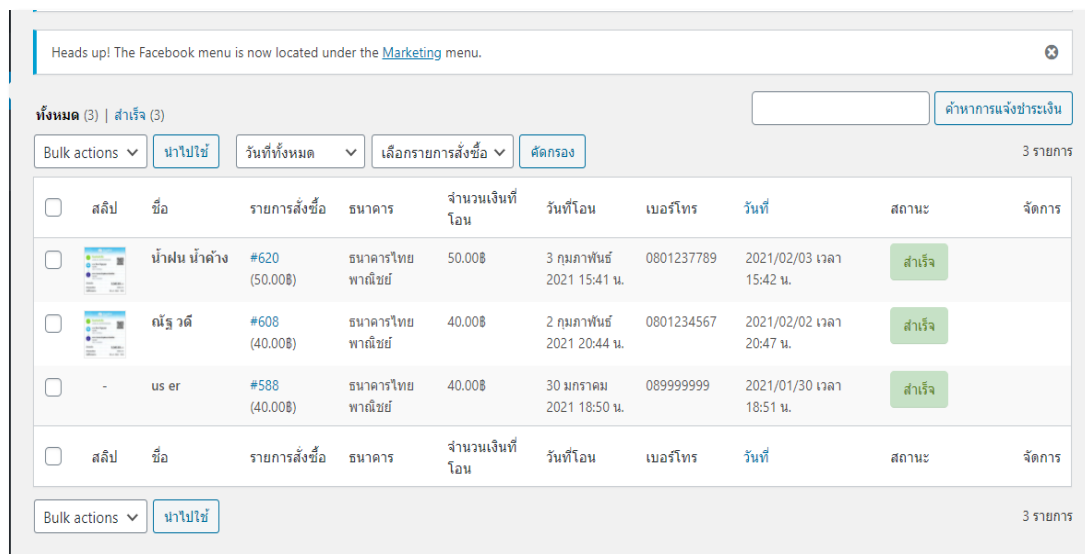 Heads up! The Facebook menu is now located under the Marketing menu.
ทั้งหมด (3) | สำเร็จ (3)
ค้าหาการแจ้งชำระเงิน
Bulk actions นำไปใช้ วันที่ทั้งหมด เลือกรายการสั่งซื้อ คัดกรอง 3 รายการ
สลิป ชื่อ รายการสั่งซื้อ ธนาคาร จำนวนเงินที่โอน วันที่โอน เบอร์โทร วันที่ สถานะ จัดการ
น้ำฝน น้ำค้าง #620 ธนาคารไทย 50.00฿ 3 กุมภาพันธ์ 0801237789 2021/02/03 เวลา สำเร็จ
(50.00฿) พาณิชย์ 2021 15:41 น. 15:42 น.
ณัฐ วดี #608 ธนาคารไทย 40.00฿ 2 กุมภาพันธ์ 0801234567 2021/02/02 เวลา สำเร็จ
(40.00฿) พาณิชย์ 2021 20:44 น. 20:47 น.
- us er #588 ธนาคารไทย 40.00฿ 30 มกราคม 089999999 2021/01/30 เวลา สำเร็จ
(40.00฿) พาณิชย์ 2021 18:50 น. 18:51 น.
สลิป ชื่อ รายการสั่งซื้อ ธนาคาร จำนวนเงินที่โอน วันที่โอน เบอร์โทร วันที่ สถานะ จัดการ
Bulk actions นำไปใช้ 3 รายการ